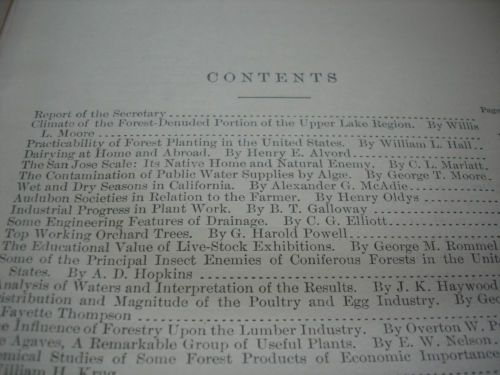 CONTENTS
Page
Report of the Secretary
Climate of the Forest-Denuded Portion of the Upper Lake Region. By Willis
L. Moore
Practicability of Forest Planting in the United States. By William L. Hall
Dairying at Home and Abroad. By Henry E. Alvord
The San Jose Scale: Its Native Home and Natural Enemy. By C. L. Marlatt
The Contamination of Public Water Supplies by Algæ. By George T. Moore
Wet and Dry Seasons in California. By Alexander G. McAdie
Audubon Societies in Relation to the Farmer. By Henry Oldys
Industrial Progress in Plant Work. By B. T. Galloway
Some Engineering Features of Drainage. By C. G. Elliott
Top Working Orchard Trees. By G. Harold Powell
The Educational Value of Live-Stock Exhibitions. By George M. Rommel
Some of the Principal Insect Enemies of Coniferous Forests in the Unit
States. By A. D. Hopkins
Analysis of Waters and Interpretation of the Results. By J. K. Haywood
istribution and Magnitude of the Poultry and Egg Industry. By Geo
Fayette Thompson
e Influence of Forestry Upon the Lumber Industry. By Overton W. P
e Agaves, A Remarkable Group of Useful Plants. By E. W. Nelson
emical Studies of Some Forest Products of Economic Importance
William H. Krug